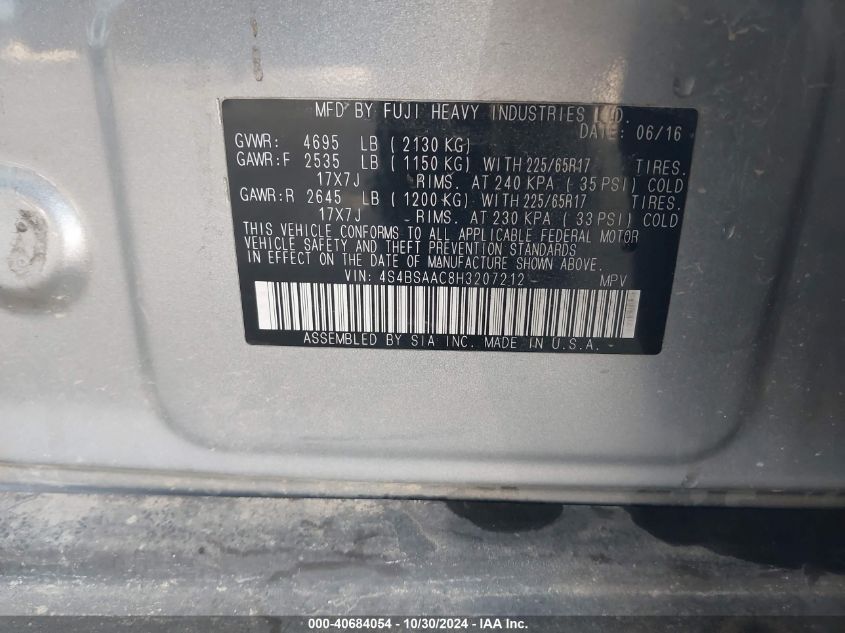 MFD BY FUJI HEAVY INDUSTRIES LTD.
DATE: 06/16
GVWR: 4695 LB ( 2130 KG)
GAWR:F 2535 LB ( 1150 KG) WITH 225/65R17 TIRES.
17X7J RIMS. AT 240 KPA ( 35 PSI) COLD
GAWR:R 2645 LB ( 1200 KG) WITH 225/65R17 TIRES.
17X7J RIMS. AT 230 KPA ( 33 PSI) COLD
THIS VEHICLE CONFORMS TO ALL APPLICABLE FEDERAL MOTOR
VEHICLE SAFETY AND THEFT PREVENTION STANDARDS
IN EFFECT ON THE DATE OF MANUFACTURE SHOWN ABOVE.
VIN: 4S4BSAAC8H3207212 MPV
ASSEMBLED BY SIA INC. MADE IN U.S.A.
000-40684054 - 10/30/2024 - IAA Inc.